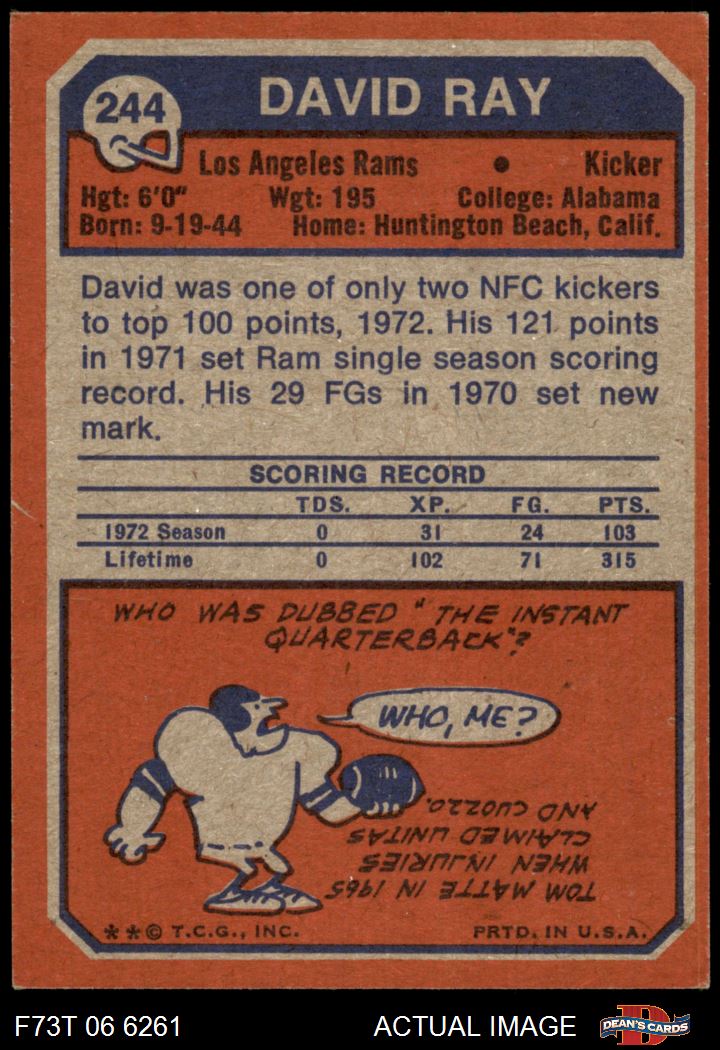 244
DAVID RAY
Los Angeles Rams • Kicker
Hgt: 6'0" Wgt: 195 College: Alabama
Born: 9-19-44 Home: Huntington Beach, Calif.
David was one of only two NFC kickers
to top 100 points, 1972. His 121 points
in 1971 set Ram single season scoring
record. His 29 FGs in 1970 set new
mark.
SCORING RECORD
TDS. XP. FG. PTS.
1972 Season 0 31 24 103
Lifetime 0 102 71 315
WHO WAS DUBBED "THE INSTANT
QUARTERBACK"?
WHO, ME?
TOM MATTE IN 1965
WHEN INJURIES
CLAIMED UNITAS
AND CUOZZO.
**© T.C.G., INC. PRTD. IN U.S.A.
F73T 06 6261 ACTUAL IMAGE
D
DEAN'S CARDS